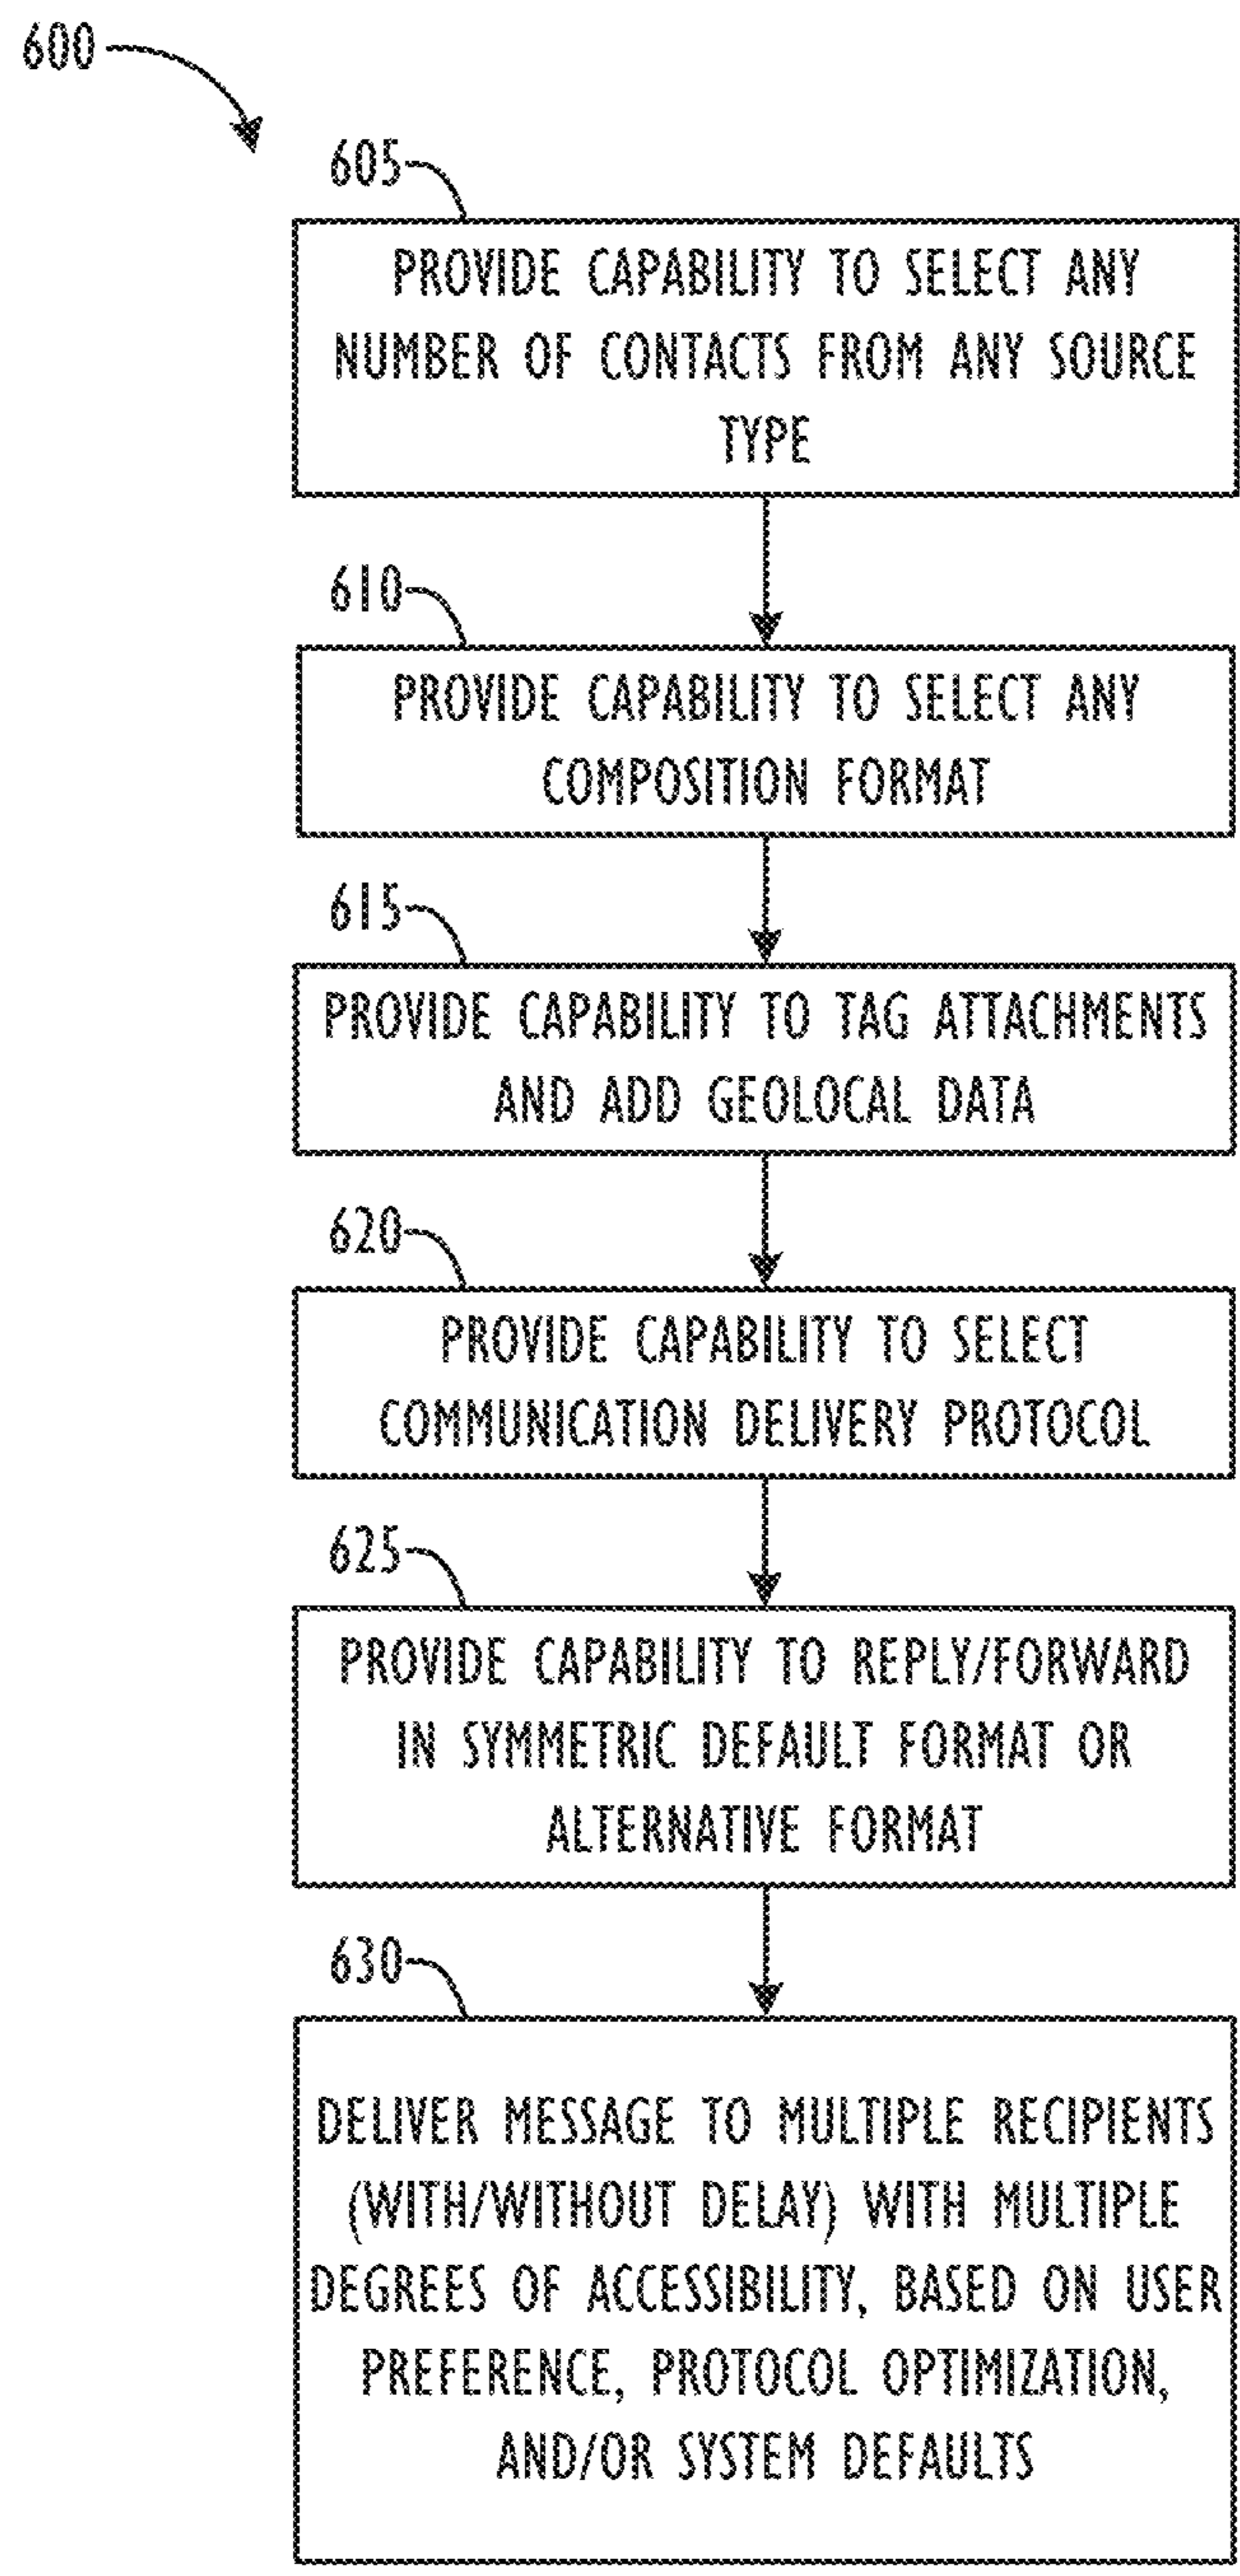 600
605
PROVIDE CAPABILITY TO SELECT ANY
NUMBER OF CONTACTS FROM ANY SOURCE
TYPE
610
PROVIDE CAPABILITY TO SELECT ANY
COMPOSITION FORMAT
615
PROVIDE CAPABILITY TO TAG ATTACHMENTS
AND ADD GEOLOCAL DATA
620
PROVIDE CAPABILITY TO SELECT
COMMUNICATION DELIVERY PROTOCOL
625
PROVIDE CAPABILITY TO REPLY/FORWARD
IN SYMMETRIC DEFAULT FORMAT OR
ALTERNATIVE FORMAT
630
DELIVER MESSAGE TO MULTIPLE RECIPIENTS
(WITH/WITHOUT DELAY) WITH MULTIPLE
DEGREES OF ACCESSIBILITY, BASED ON USER
PREFERENCE, PROTOCOL OPTIMIZATION,
AND/OR SYSTEM DEFAULTS